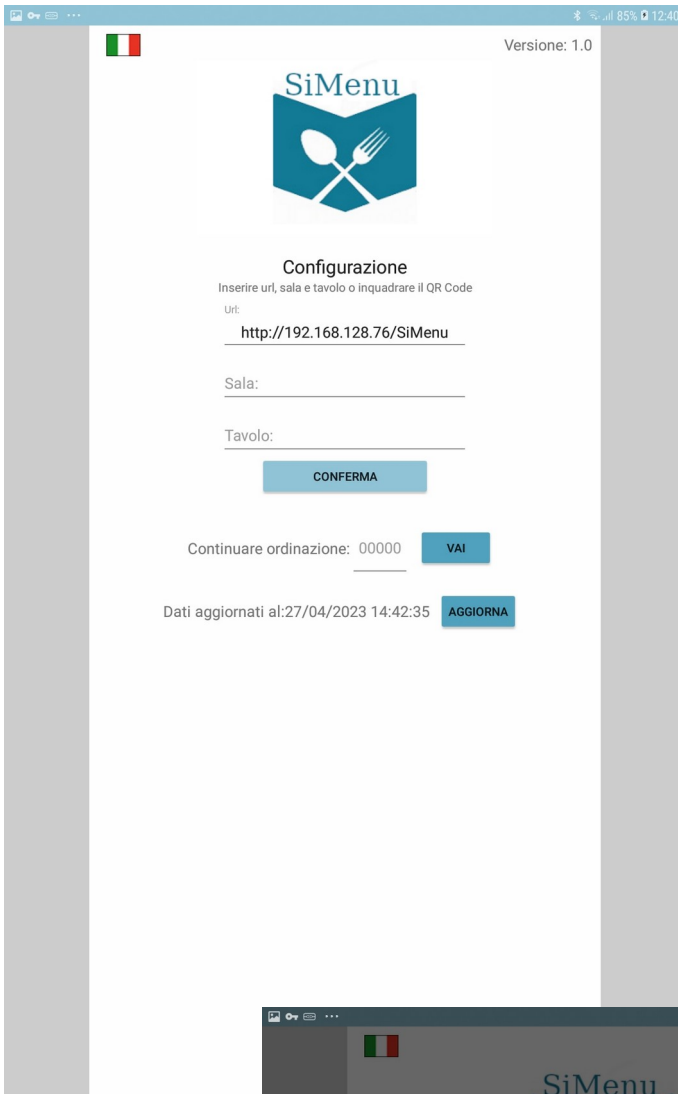 85% 12:40
Versione: 1.0
SiMenu
Configurazione
Inserire url, sala e tavolo o inquadrare il QR Code
Url:
http://192.168.128.76/SiMenu
Sala:
Tavolo:
CONFERMA
Continuare ordinazione: 00000 VAI
Dati aggiornati al:27/04/2023 14:42:35 AGGIORNA
SiMenu